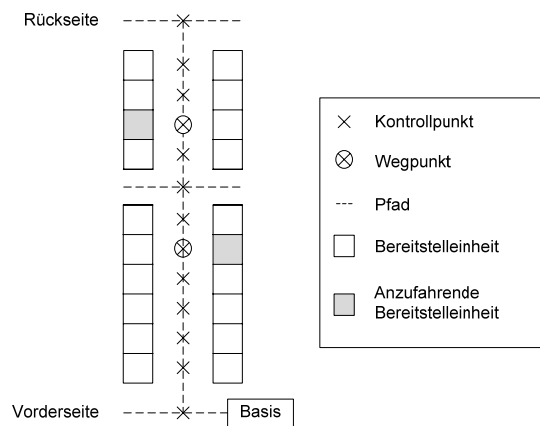 Rückseite
Kontrollpunkt
Wegpunkt
Pfad
Bereitstelleinheit
Anzufahrende
Bereitstelleinheit
Vorderseite
Basis